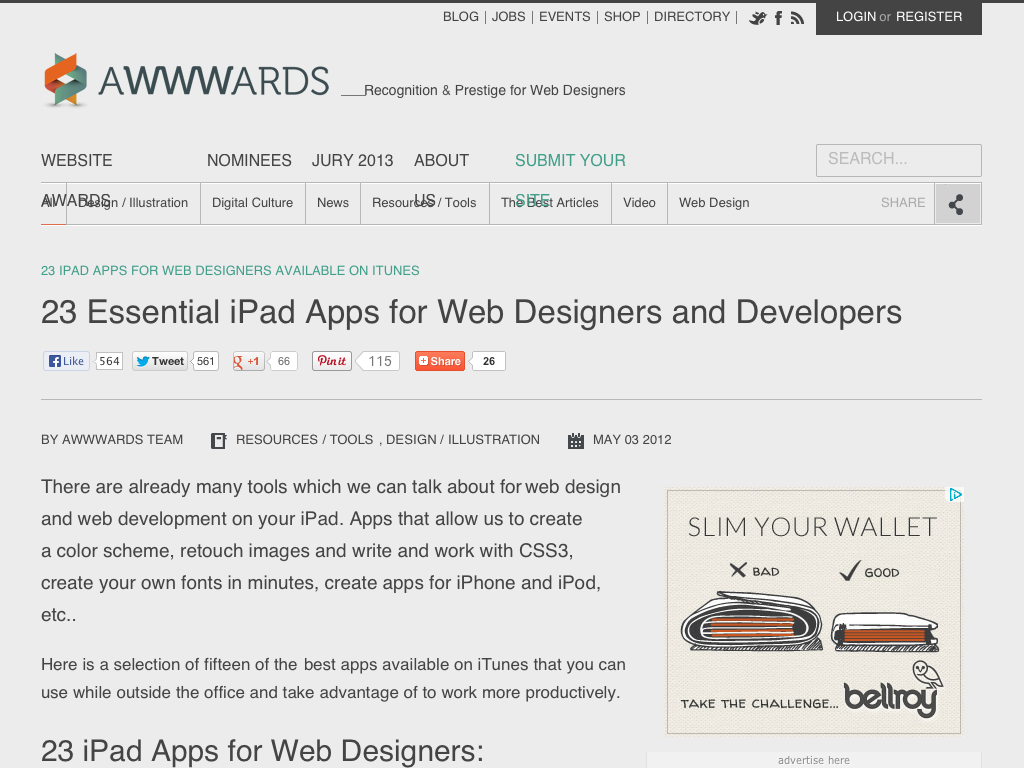 BLOG | JOBS | EVENTS | SHOP | DIRECTORY |
LOGIN or REGISTER
AWWWARDS
Recognition & Prestige for Web Designers
WEBSITE NOMINEES JURY 2013 ABOUT SUBMIT YOUR
SEARCH...
AWARDS US SITE
All Design / Illustration Digital Culture News Resources / Tools The Best Articles Video Web Design SHARE
23 IPAD APPS FOR WEB DESIGNERS AVAILABLE ON ITUNES
23 Essential iPad Apps for Web Designers and Developers
Like 564 Tweet 561 g +1 66 Pin it 115 Share 26
BY AWWWARDS TEAM RESOURCES / TOOLS , DESIGN / ILLUSTRATION MAY 03 2012
There are already many tools which we can talk about for web design
and web development on your iPad. Apps that allow us to create
a color scheme, retouch images and write and work with CSS3,
create your own fonts in minutes, create apps for iPhone and iPod,
etc..
Here is a selection of fifteen of the best apps available on iTunes that you can
use while outside the office and take advantage of to work more productively.
23 iPad Apps for Web Designers:
SLIM YOUR WALLET
BAD GOOD
TAKE THE CHALLENGE... bellroy
advertise here